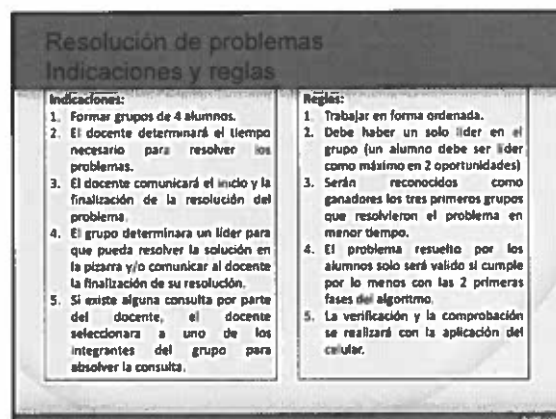 Resolución de problemas
Indicaciones y reglas
Indicaciones:
1. Formar grupos de 4 alumnos.
2. El docente determinará el tiempo
necesario para resolver los
problemas.
3. El docente comunicará el inicio y la
finalización de la resolución del
problema.
4. El grupo determinara un líder para
que pueda resolver la solución en
la pizarra y/o comunicar al docente
la finalización de su resolución.
5. Si existe alguna consulta por parte
del docente, el docente
seleccionara a uno de los
integrantes del grupo para
absolver la consulta.
Reglas:
1 Trabajar en forma ordenada.
2. Debe haber un solo líder en el
grupo (un alumno debe ser líder
como máximo en 2 oportunidades)
3. Serán reconocidos como
ganadores los tres primeros grupos
que resolvieron el problema en
menor tiempo.
4. El problema resuelto por los
alumnos solo será valido si cumple
por lo menos con las 2 primeras
fases del algoritmo.
5. La verificación y la comprobación
se realizará con la aplicación del
celular.